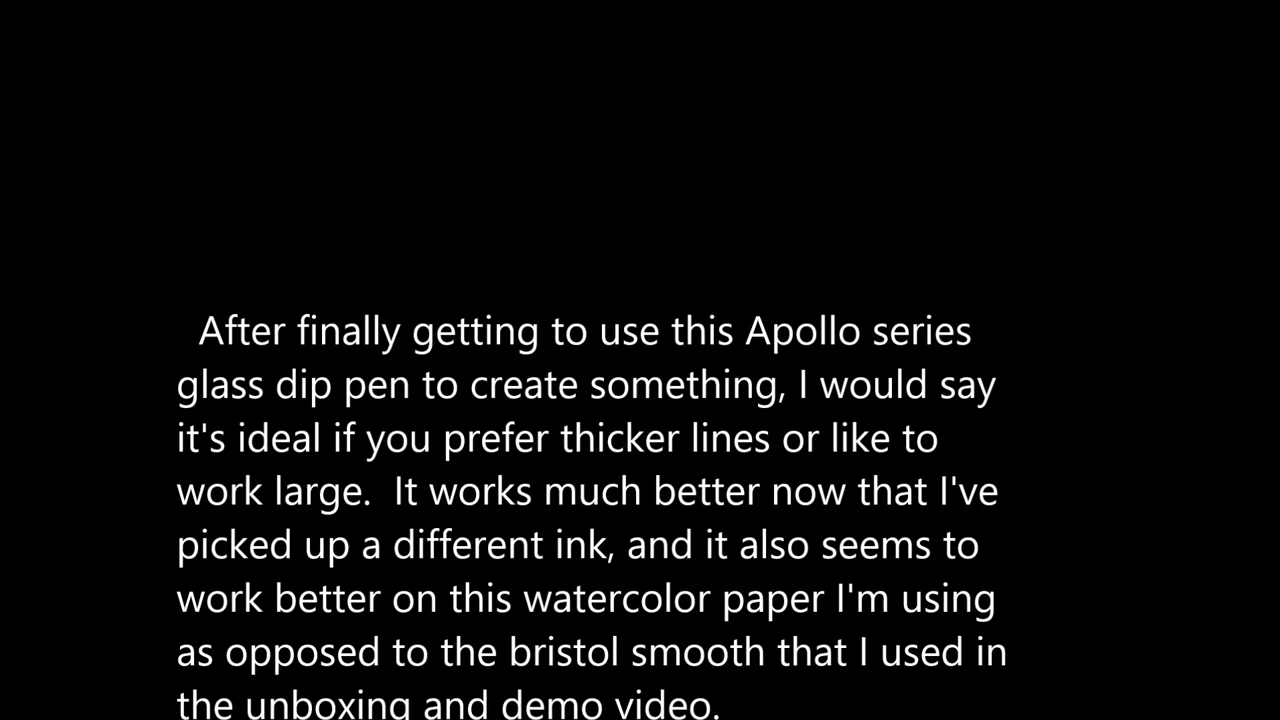 After finally getting to use this Apollo series
glass dip pen to create something, I would say
it's ideal if you prefer thicker lines or like to
work large.  It works much better now that I've
picked up a different ink, and it also seems to
work better on this watercolor paper I'm using
as opposed to the bristol smooth that I used in
the unboxing and demo video.